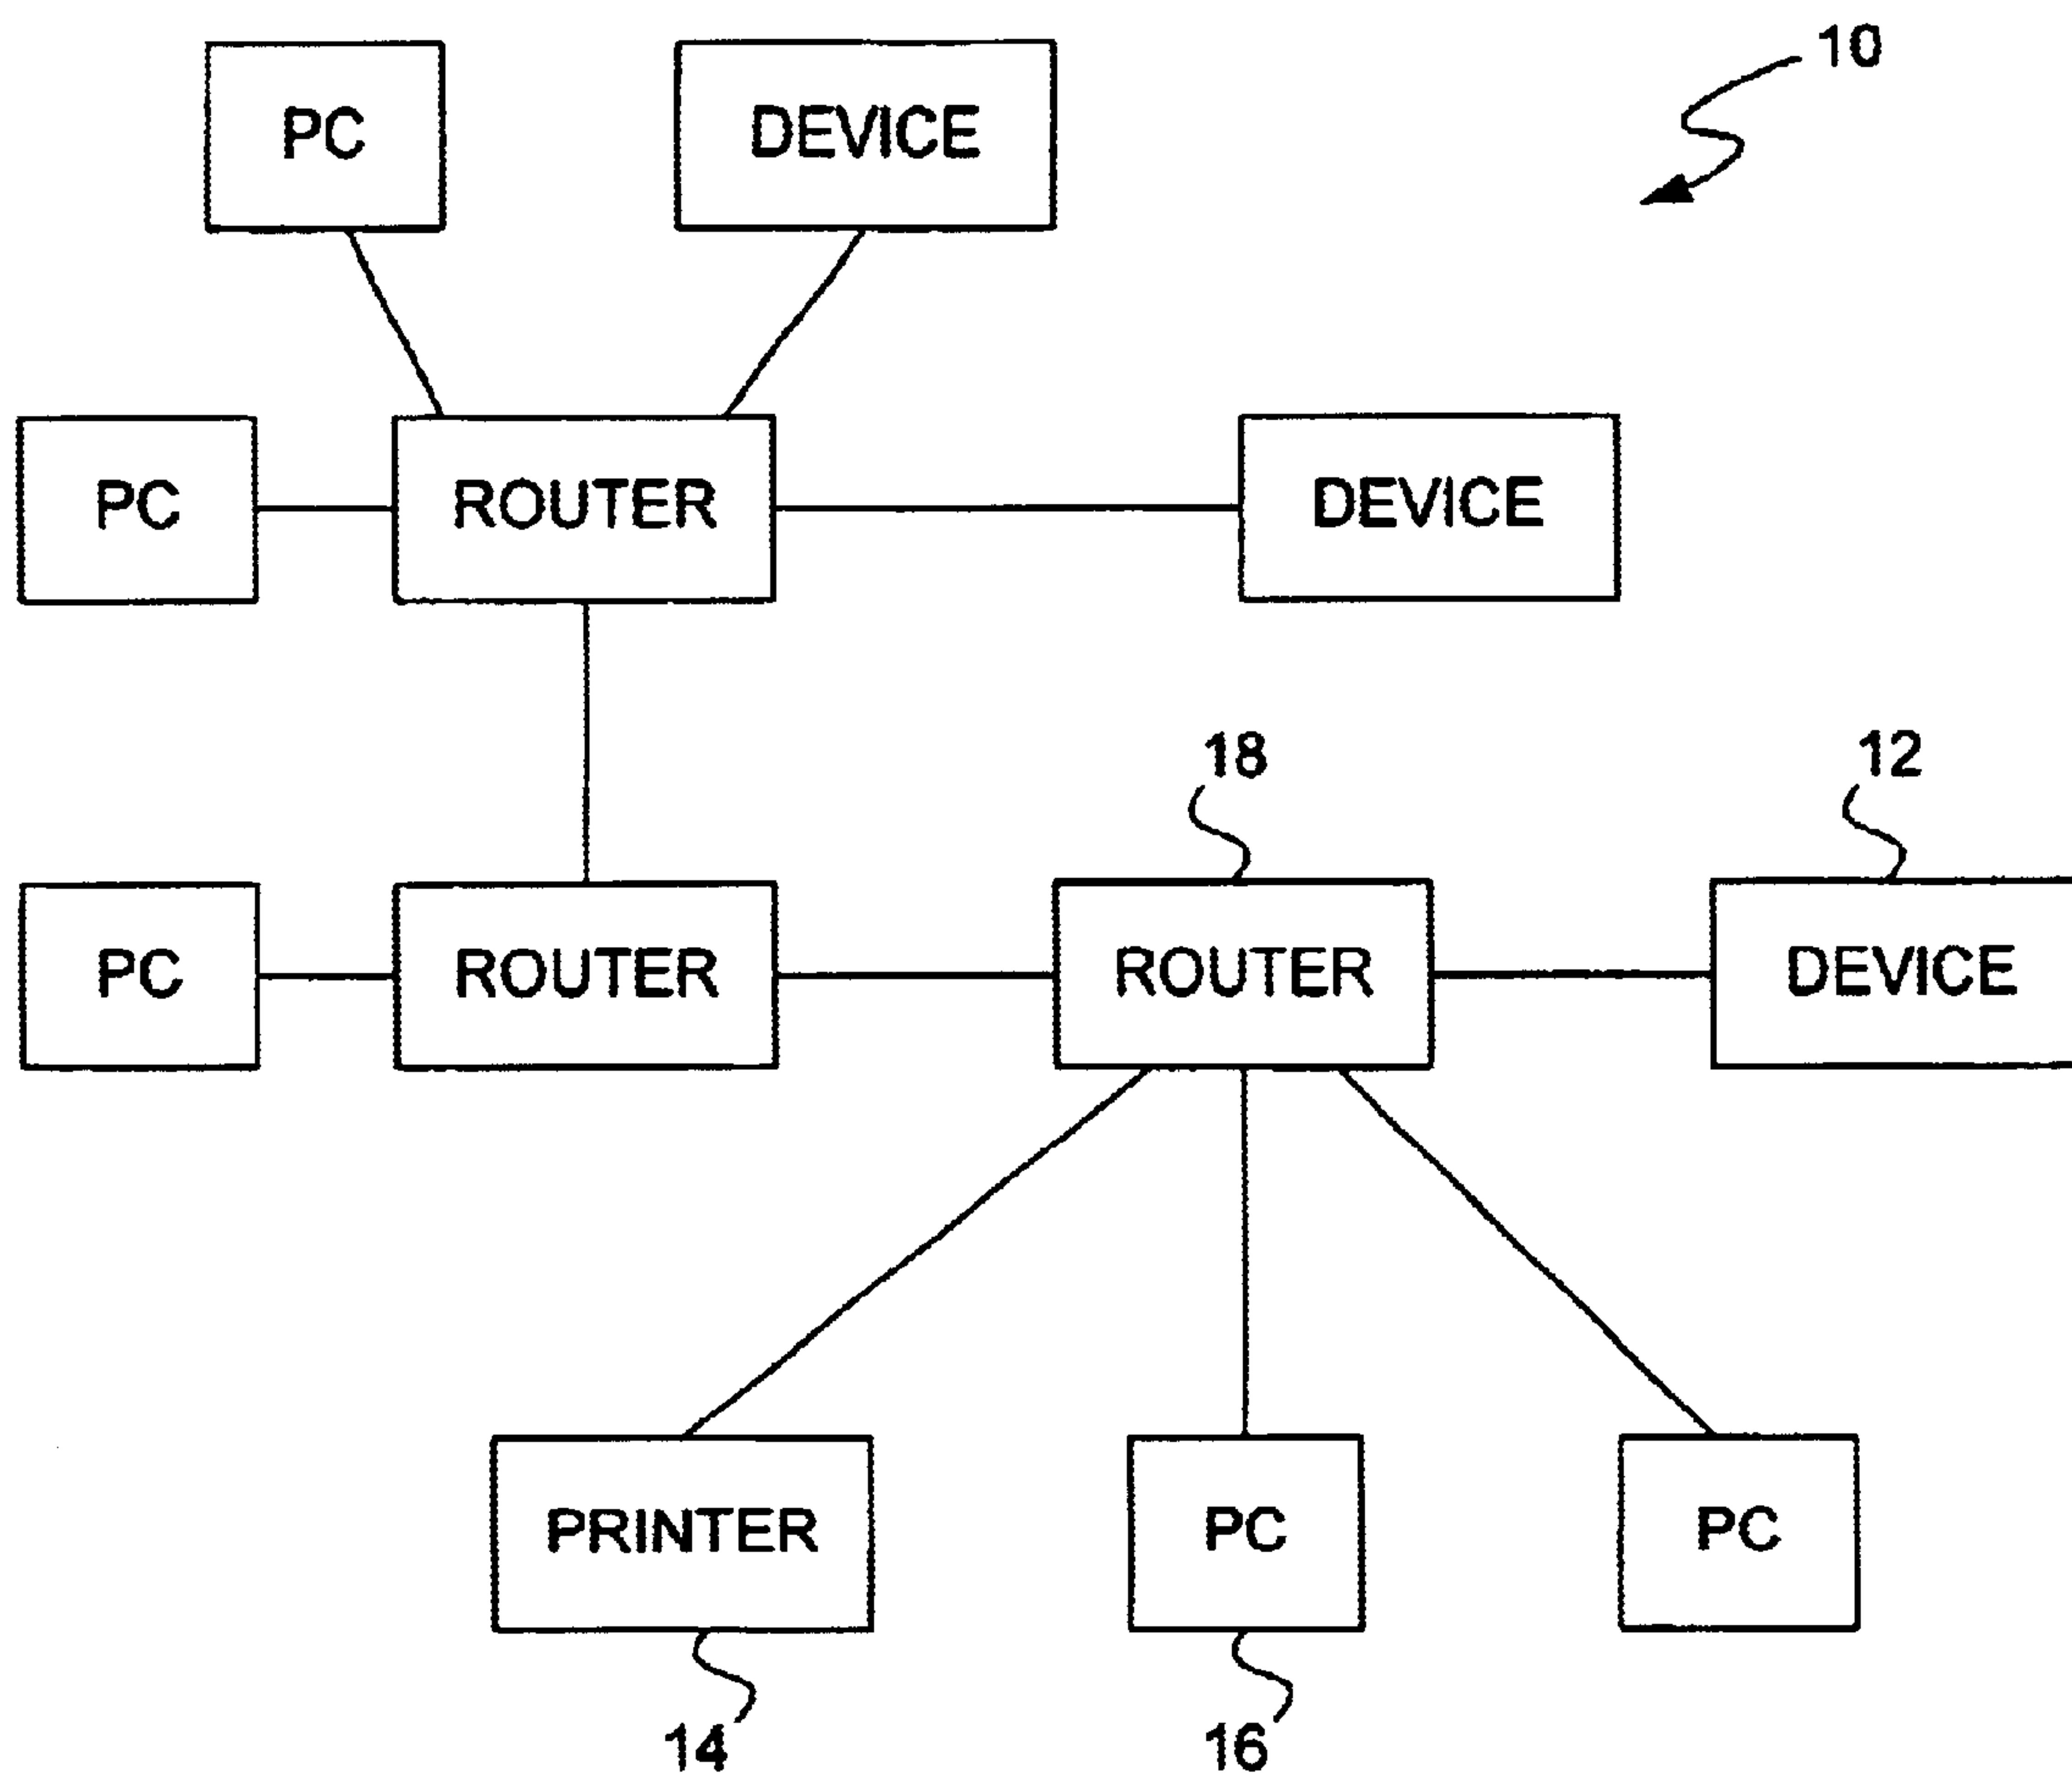 10
PC
DEVICE
PC
ROUTER
DEVICE
18
12
PC
ROUTER
ROUTER
DEVICE
PRINTER
PC
PC
14
16